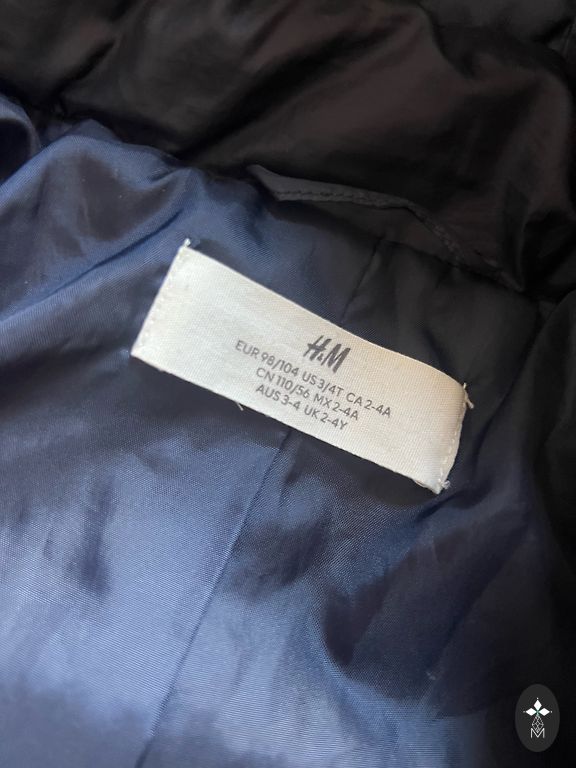 H&M
EUR 98/104 US 3/4T CA 2-4A
CN 110/56 MX 2-4A
AUS 3-4 UK 2-4Y
M